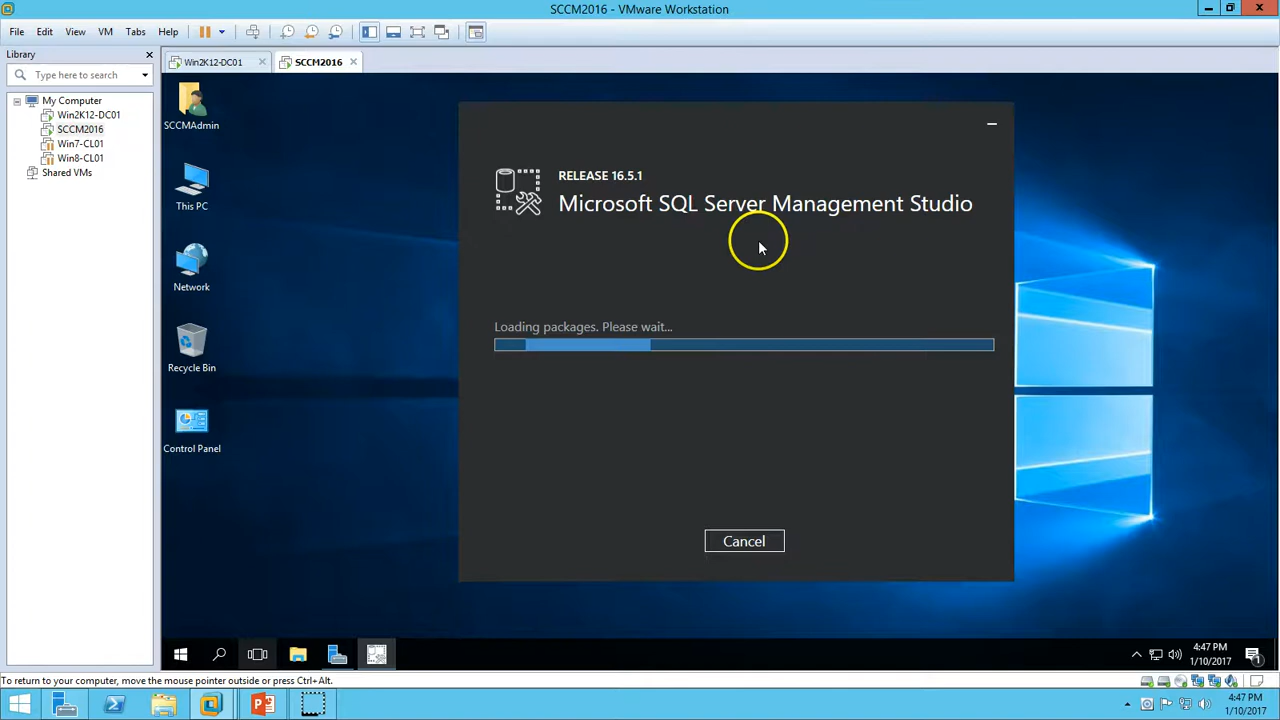 SCCM2016 - VMware Workstation
File Edit View VM Tabs Help
Library
Type here to search
My Computer
Win2K12-DC01
SCCM2016
Win7-CL01
Win8-CL01
Shared VMs
Win2K12-DC01
SCCM2016
SCCMAdmin
This PC
Network
Recycle Bin
Control Panel
RELEASE 16.5.1
Microsoft SQL Server Management Studio
Loading packages. Please wait...
Cancel
4:47 PM
1/10/2017
1
To return to your computer, move the mouse pointer outside or press Ctrl+Alt.
4:47 PM
1/10/2017